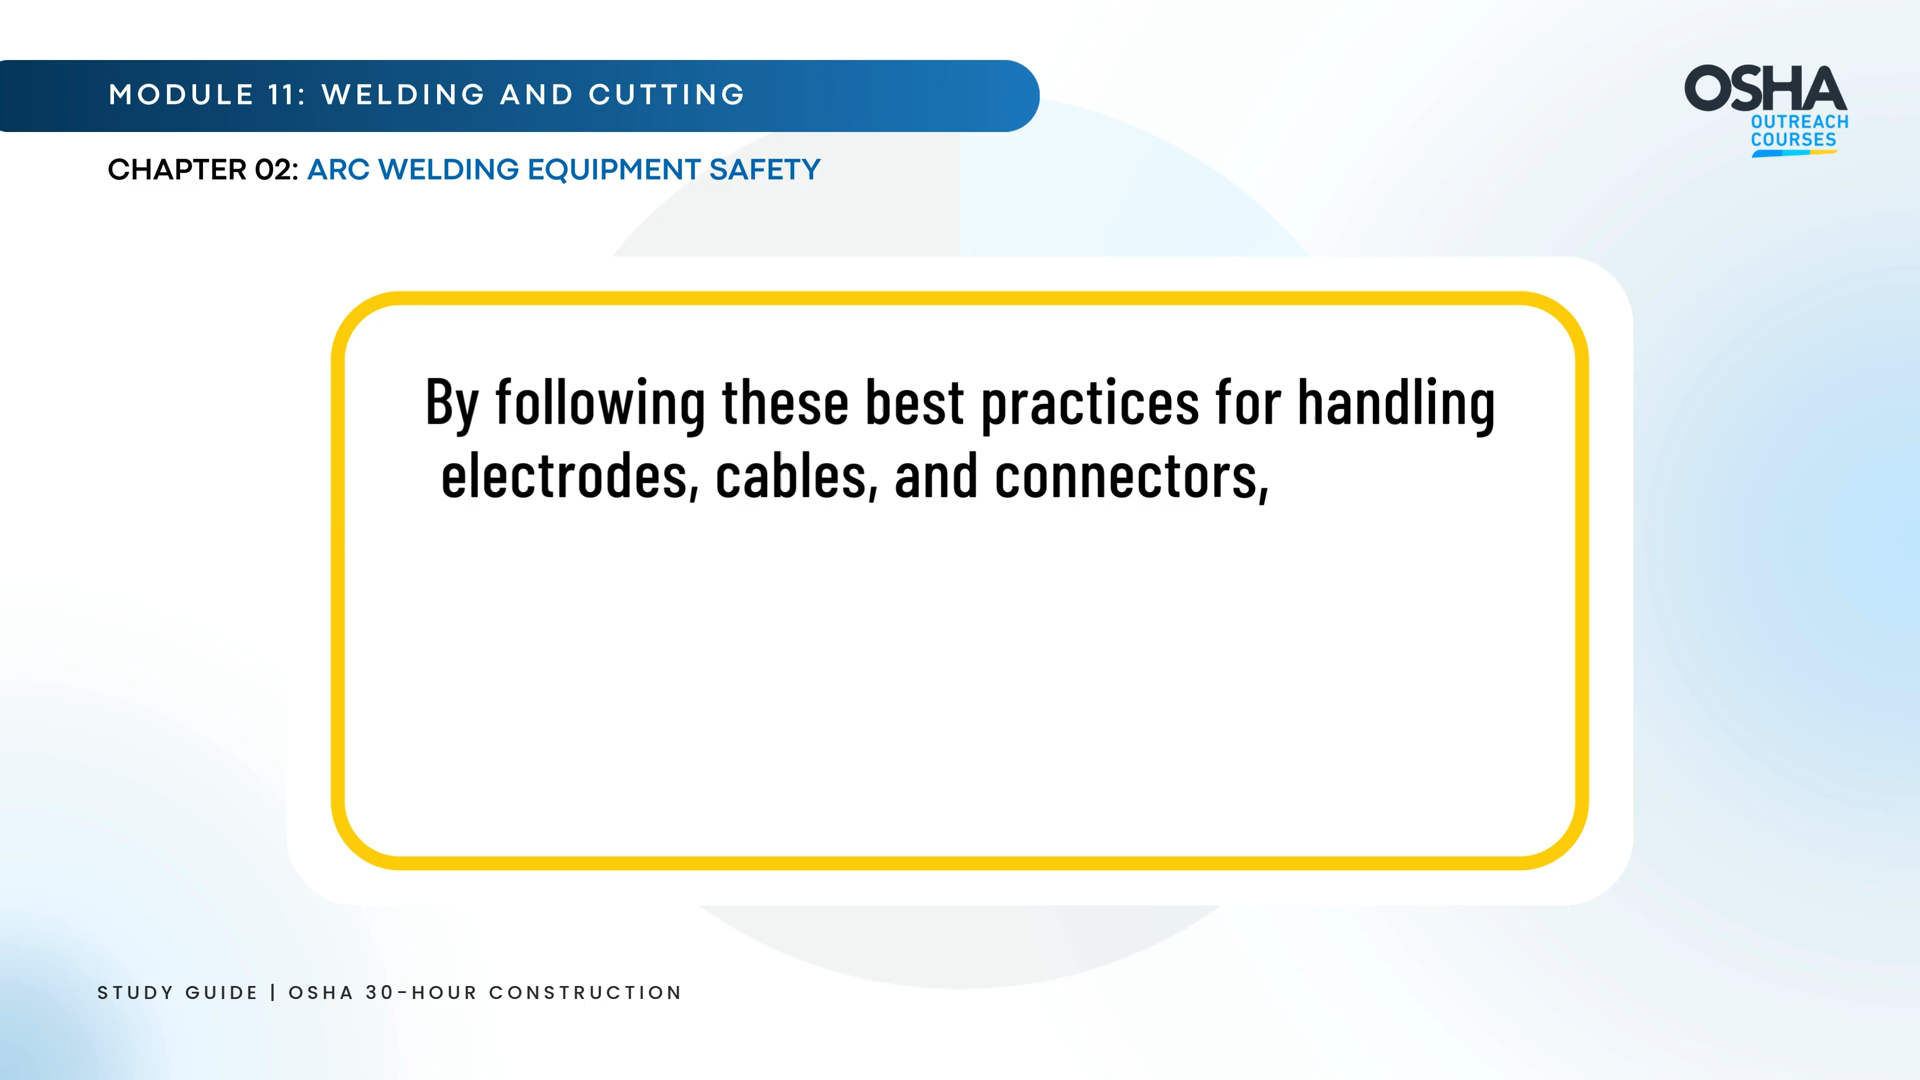 MODULE 11: WELDING AND CUTTING
OSHA
OUTREACH
COURSES
CHAPTER 02: ARC WELDING EQUIPMENT SAFETY
By following these best practices for handling
electrodes, cables, and connectors,
STUDY GUIDE | OSHA 30-HOUR CONSTRUCTION